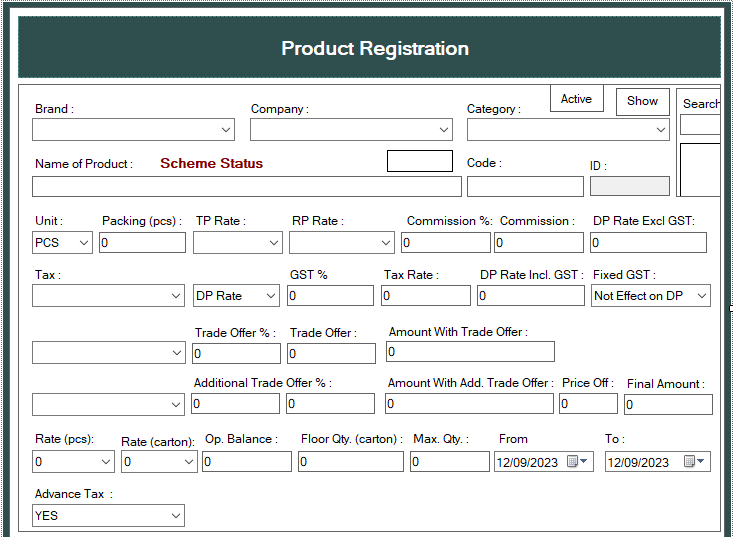 Product Registration
Active Show Search
Brand : Company : Category :
Name of Product : Scheme Status Code : ID :
Unit : Packing (pcs) : TP Rate : RP Rate : Commission %: Commission : DP Rate Excl GST:
PCS 0 0 0 0
Tax : GST % Tax Rate : DP Rate Incl. GST : Fixed GST :
DP Rate 0 0 0 Not Effect on DP
Trade Offer % : Trade Offer : Amount With Trade Offer :
0 0 0
Additional Trade Offer % : Amount With Add. Trade Offer : Price Off : Final Amount :
0 0 0 0 0
Rate (pcs): Rate (carton): Op. Balance : Floor Qty. (carton) : Max. Qty. : From To :
0 0 0 0 0 12/09/2023 12/09/2023
Advance Tax :
YES